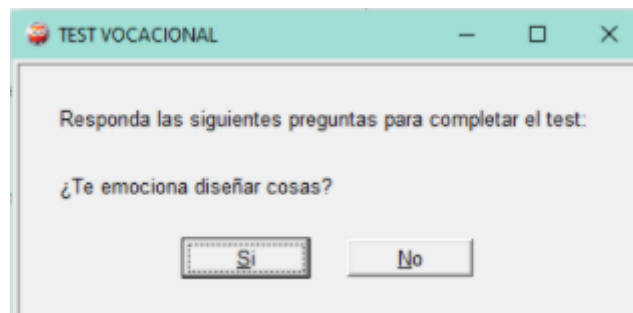 TEST VOCACIONAL
Responda las siguientes preguntas para completar el test:
¿Te emociona diseñar cosas?
Si No